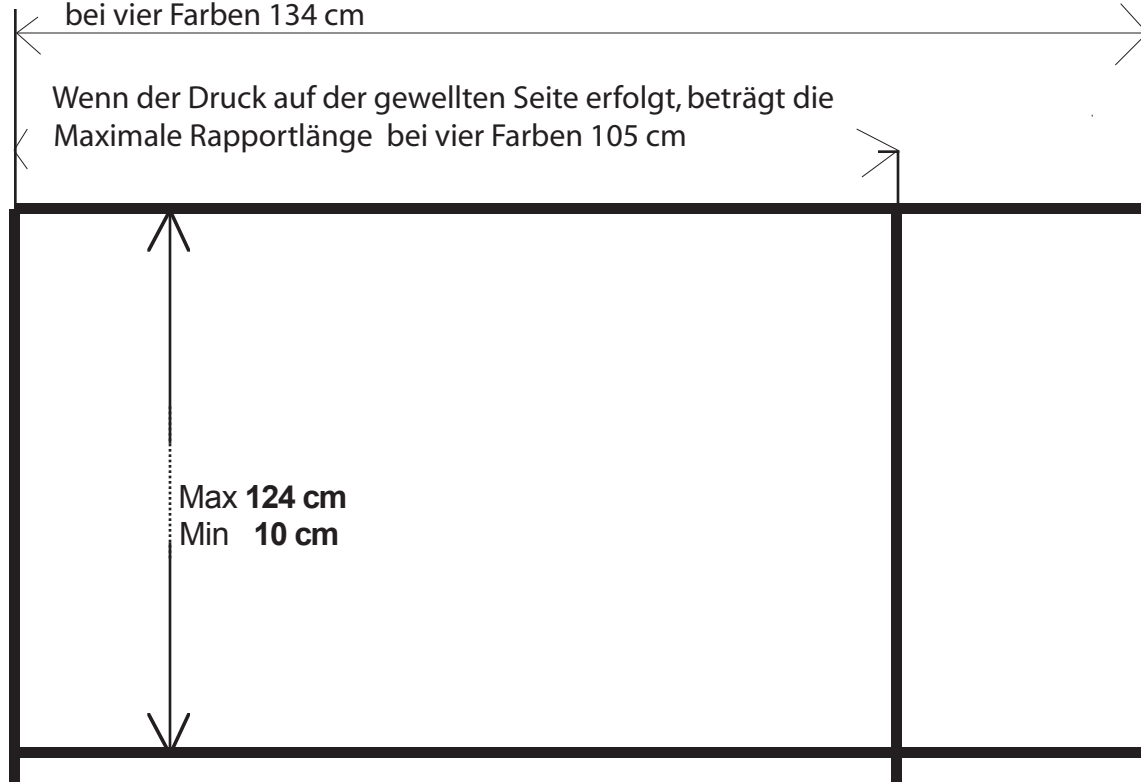 bei vier Farben 134 cm
Wenn der Druck auf der gewellten Seite erfolgt, beträgt die
Maximale Rapportlänge bei vier Farben 105 cm
Max 124 cm
Min 10 cm